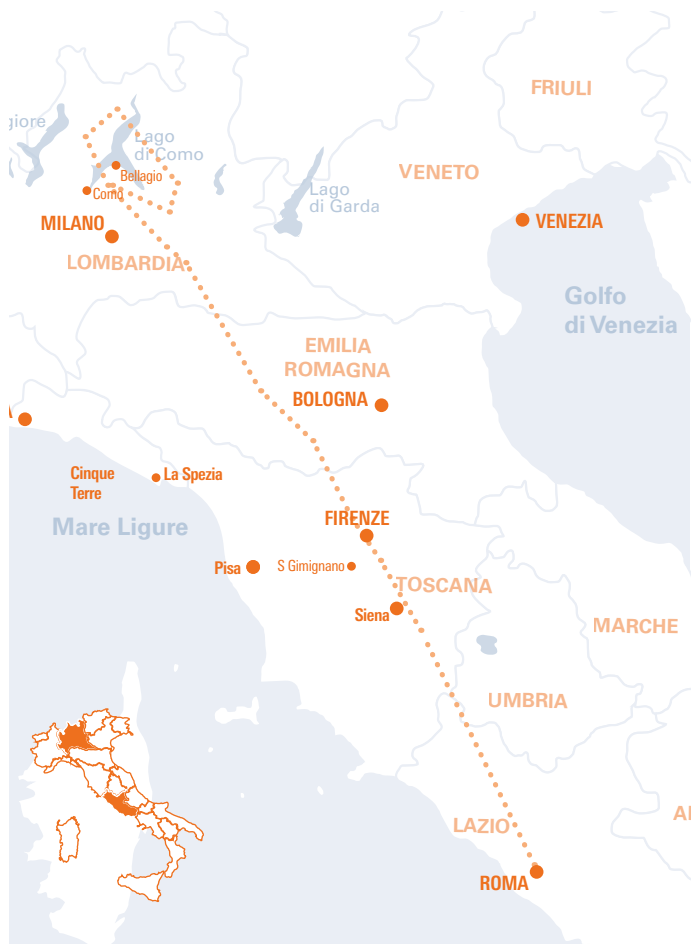 FRIULI
giore
Lago
di Como
VENETO
Bellagio
Como
Lago
di Garda
MILANO
VENEZIA
LOMBARDIA
Golfo
di Venezia
EMILIA
ROMAGNA
BOLOGNA
A
Cinque
Terre
La Spezia
Mare Ligure
FIRENZE
Pisa
S Gimignano
TOSCANA
Siena
MARCHE
UMBRIA
LAZIO
ROMA